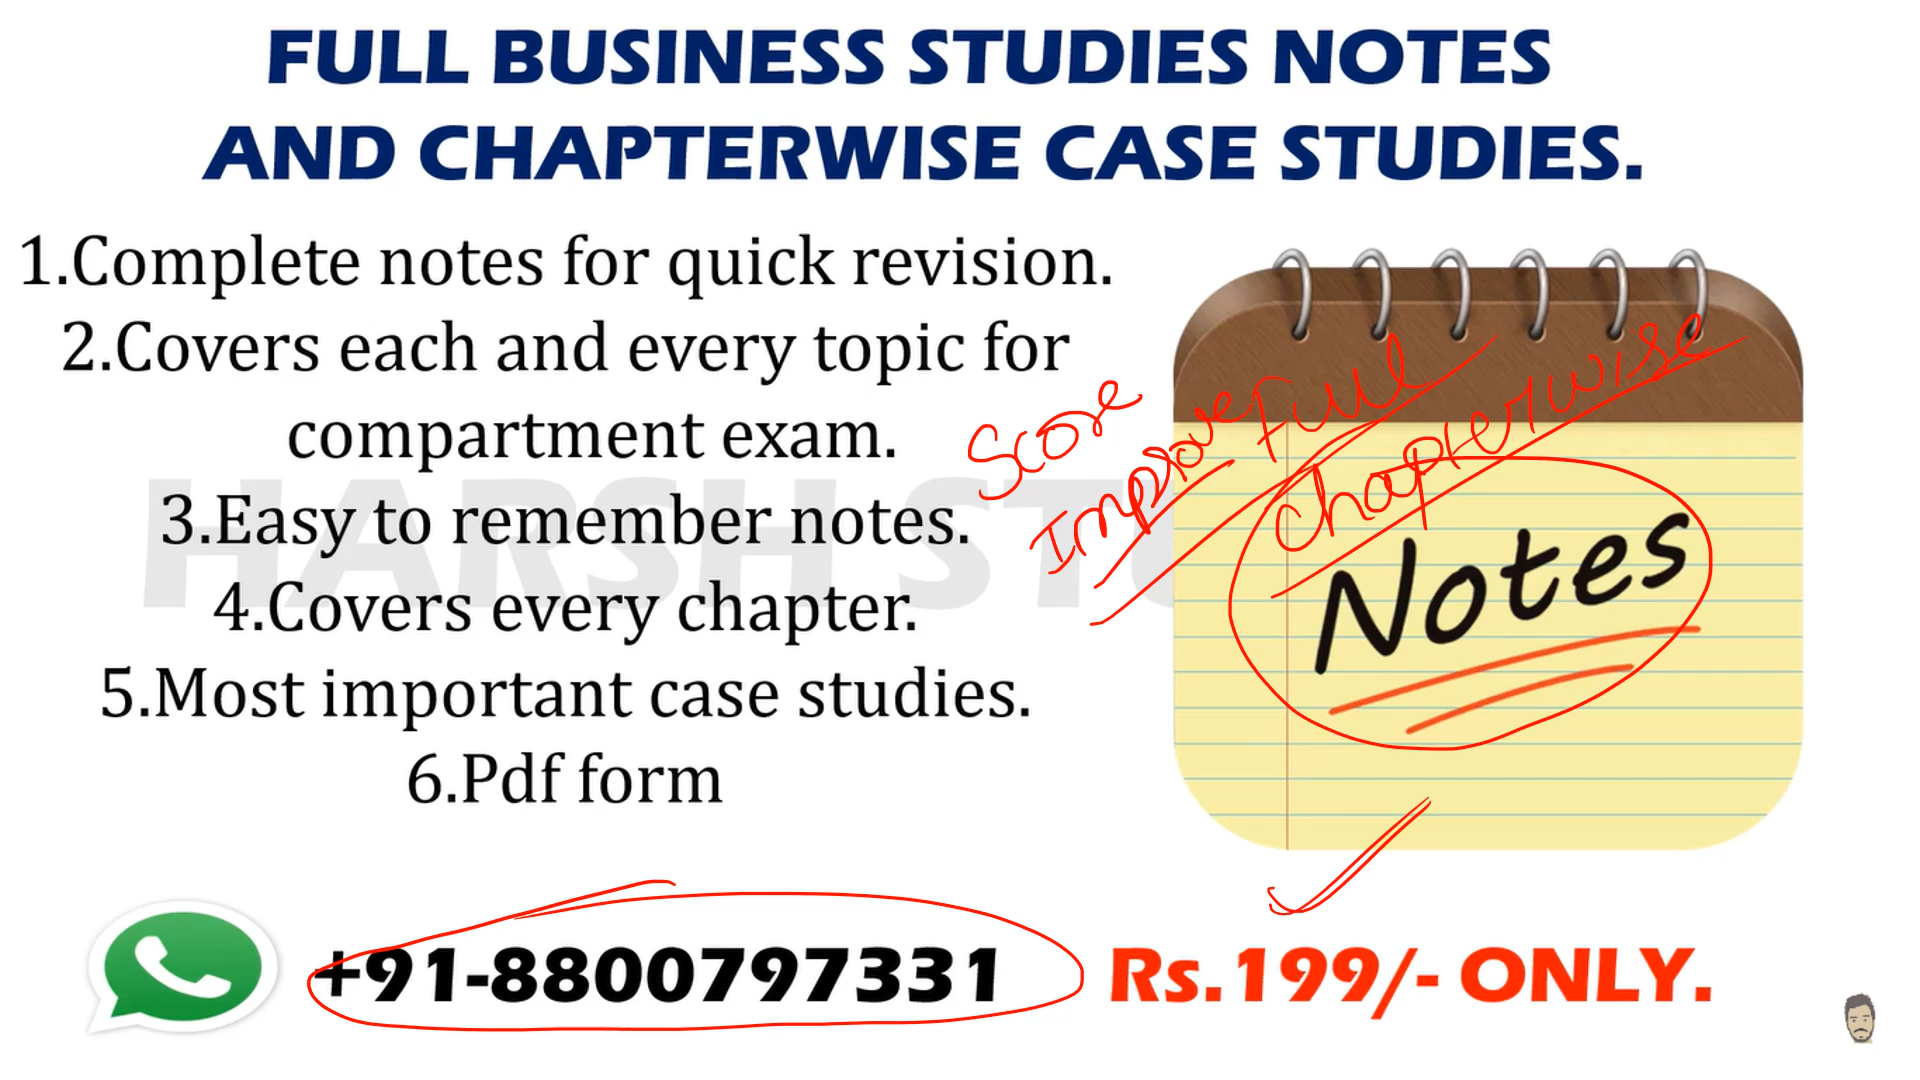 FULL BUSINESS STUDIES NOTES
AND CHAPTERWISE CASE STUDIES.
1.Complete notes for quick revision.
2.Covers each and every topic for
compartment exam.
3.Easy to remember notes.
4.Covers every chapter.
5.Most important case studies.
6.Pdf form
HARSH
Score
Improve
Full
Chapterwise
Notes
+91-8800797331
Rs.199/- ONLY.